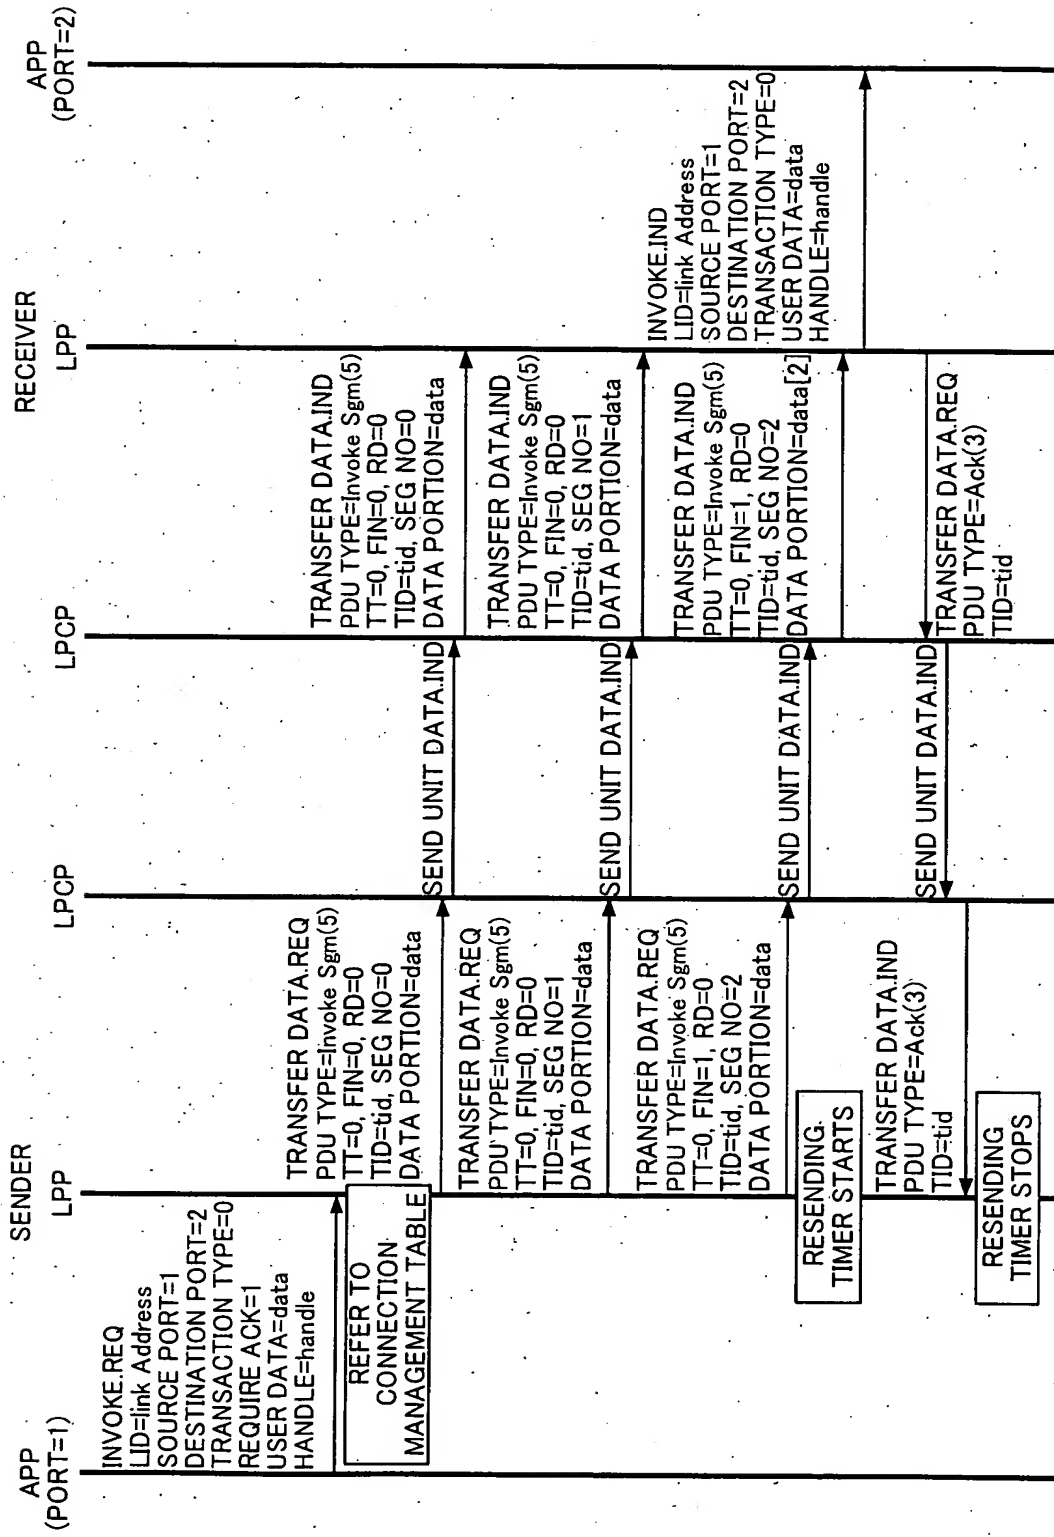 SENDER
RECEIVER
APP
(PORT=1)
LPP
LPCP
LPCP
LPP
APP
(PORT=2)
INVOKE.REQ
LID=link Address
SOURCE PORT=1
DESTINATION PORT=2
TRANSACTION TYPE=0
REQUIRE ACK=1
USER DATA=data
HANDLE=handle
REFER TO
CONNECTION
MANAGEMENT TABLE
TRANSFER DATA.REQ
PDU TYPE=Invoke Sgm(5)
TT=0, FIN=0, RD=0
TID=tid, SEG NO=0
DATA PORTION=data
SEND UNIT DATA.IND
TRANSFER DATA.IND
PDU TYPE=Invoke Sgm(5)
TT=0, FIN=0, RD=0
TID=tid, SEG NO=0
DATA PORTION=data
TRANSFER DATA.REQ
PDU TYPE=Invoke Sgm(5)
TT=0, FIN=0, RD=0
TID=tid, SEG NO=1
DATA PORTION=data
SEND UNIT DATA.IND
TRANSFER DATA.IND
PDU TYPE=Invoke Sgm(5)
TT=0, FIN=0, RD=0
TID=tid, SEG NO=1
DATA PORTION=data
TRANSFER DATA.REQ
PDU TYPE=Invoke Sgm(5)
TT=0, FIN=1, RD=0
TID=tid, SEG NO=2
DATA PORTION=data
SEND UNIT DATA.IND
TRANSFER DATA.IND
PDU TYPE=Invoke Sgm(5)
TT=0, FIN=1, RD=0
TID=tid, SEG NO=2
DATA PORTION=data[2]
INVOKE.IND
LID=link Address
SOURCE PORT=1
DESTINATION PORT=2
TRANSACTION TYPE=0
USER DATA=data
HANDLE=handle
RESENDING
TIMER STARTS
TRANSFER DATA.IND
PDU TYPE=Ack(3)
TID=tid
SEND UNIT DATA.IND
TRANSFER DATA.REQ
PDU TYPE=Ack(3)
TID=tid
RESENDING
TIMER STOPS